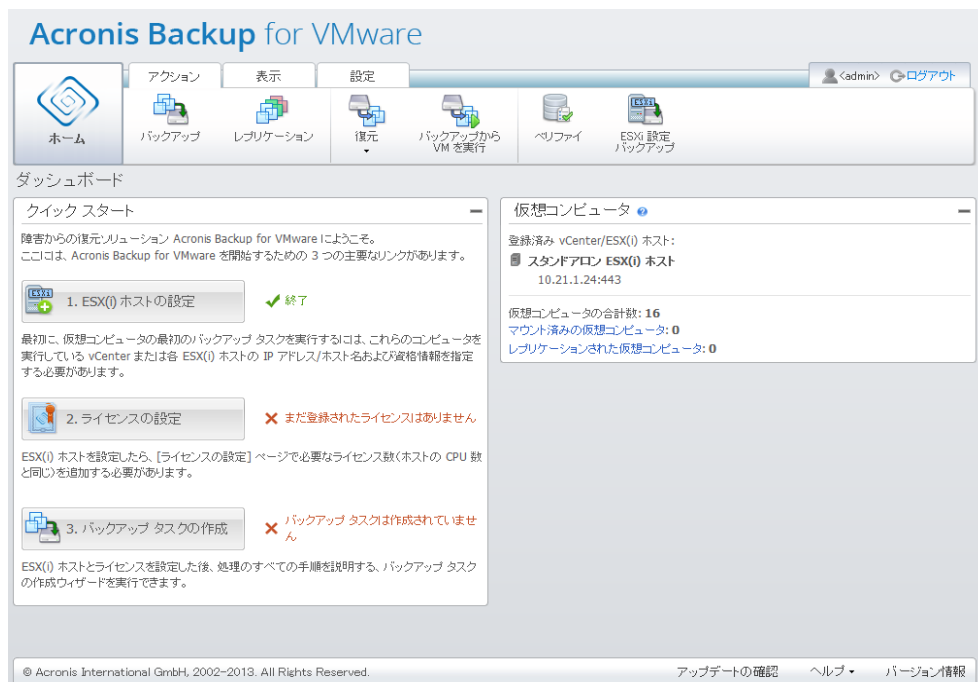 Acronis Backup for VMware
アクション
表示
設定
<admin>
ログアウト
ホーム
バックアップ
レプリケーション
復元
バックアップから
VM を実行
ベリファイ
ESXi 設定
バックアップ
ダッシュボード
クイック スタート
障害からの復元ソリューション Acronis Backup for VMware にようこそ。
ここには、Acronis Backup for VMware を開始するための 3 つの主要なリンクがあります。
1. ESX(i) ホストの設定
終了
最初に、仮想コンピュータの最初のバックアップ タスクを実行するには、これらのコンピュータを
実行している vCenter または各 ESX(i) ホストの IP アドレス/ホスト名および資格情報を指定
する必要があります。
2. ライセンスの設定
まだ登録されたライセンスはありません
ESX(i) ホストを設定したら、[ライセンスの設定] ページで必要なライセンス数(ホストの CPU 数
と同じ)を追加する必要があります。
3. バックアップ タスクの作成
バックアップ タスクは作成されていませ
ん
ESX(i) ホストとライセンスを設定した後、処理のすべての手順を説明する、バックアップ タスク
の作成ウィザードを実行できます。
仮想コンピュータ
登録済み vCenter/ESX(i) ホスト:
スタンドアロン ESX(i) ホスト
10.21.1.24:443
仮想コンピュータの合計数: 16
マウント済みの仮想コンピュータ: 0
レプリケーションされた仮想コンピュータ: 0
© Acronis International GmbH, 2002-2013. All Rights Reserved.
アップデートの確認
ヘルプ
バージョン情報